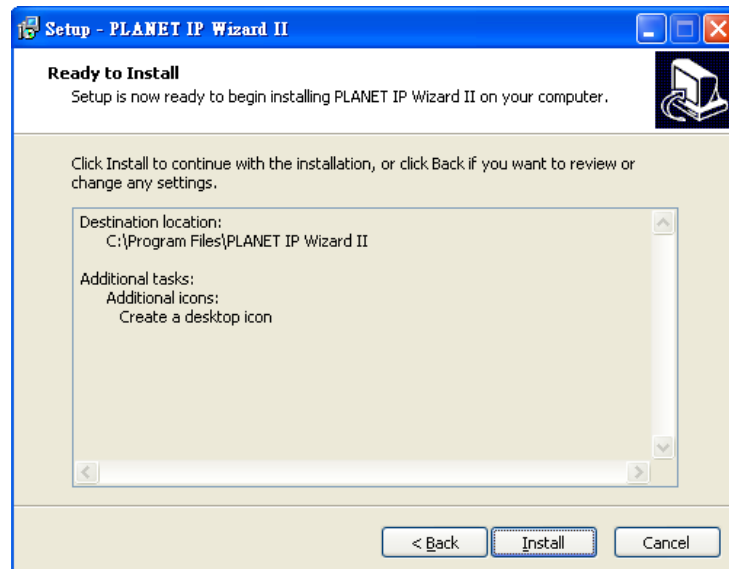 Setup - PLANET IP Wizard II
Ready to Install
Setup is now ready to begin installing PLANET IP Wizard II on your computer.
Click Install to continue with the installation, or click Back if you want to review or
change any settings.
Destination location:
C:\Program Files\PLANET IP Wizard II
Additional tasks:
Additional icons:
Create a desktop icon
< Back
Install
Cancel